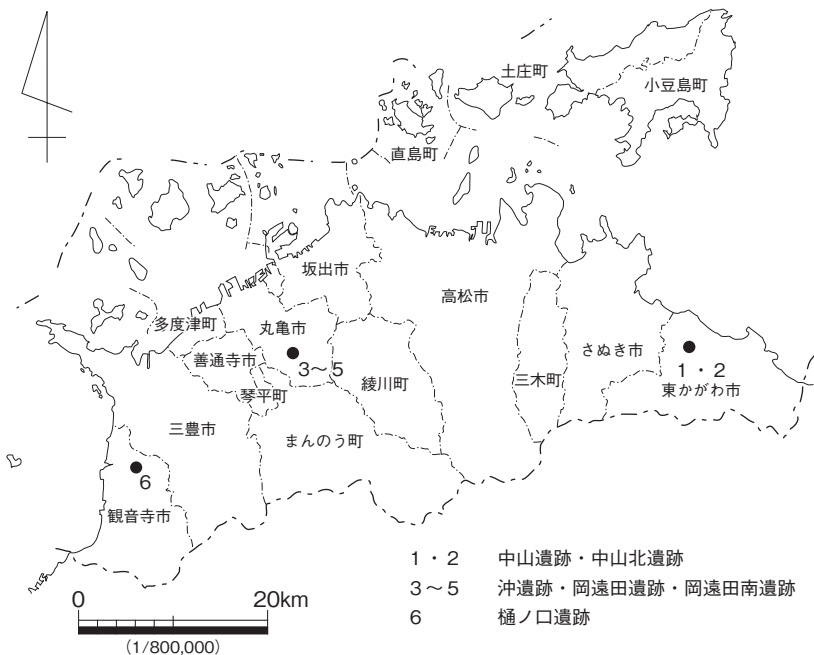 土庄町
小豆島町
直島町
坂出市
高松市
多度津町
丸亀市
善通寺市
3～5
琴平町
綾川町
三木町
さぬき市
1・2
東かがわ市
三豊市
まんのう町
6
観音寺市
1・2 中山遺跡・中山北遺跡
3～5 沖遺跡・岡遠田遺跡・岡遠田南遺跡
6 樋ノ口遺跡
0 20km
(1/800,000)